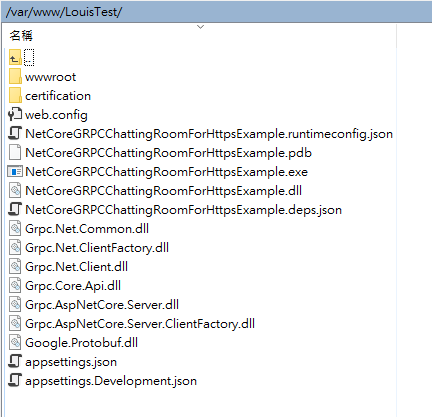 /var/www/LouisTest/
名稱
..
wwwroot
certification
web.config
NetCoreGRPCChattingRoomForHttpsExample.runtimeconfig.json
NetCoreGRPCChattingRoomForHttpsExample.pdb
NetCoreGRPCChattingRoomForHttpsExample.exe
NetCoreGRPCChattingRoomForHttpsExample.dll
NetCoreGRPCChattingRoomForHttpsExample.deps.json
Grpc.Net.Common.dll
Grpc.Net.ClientFactory.dll
Grpc.Net.Client.dll
Grpc.Core.Api.dll
Grpc.AspNetCore.Server.dll
Grpc.AspNetCore.Server.ClientFactory.dll
Google.Protobuf.dll
appsettings.json
appsettings.Development.json